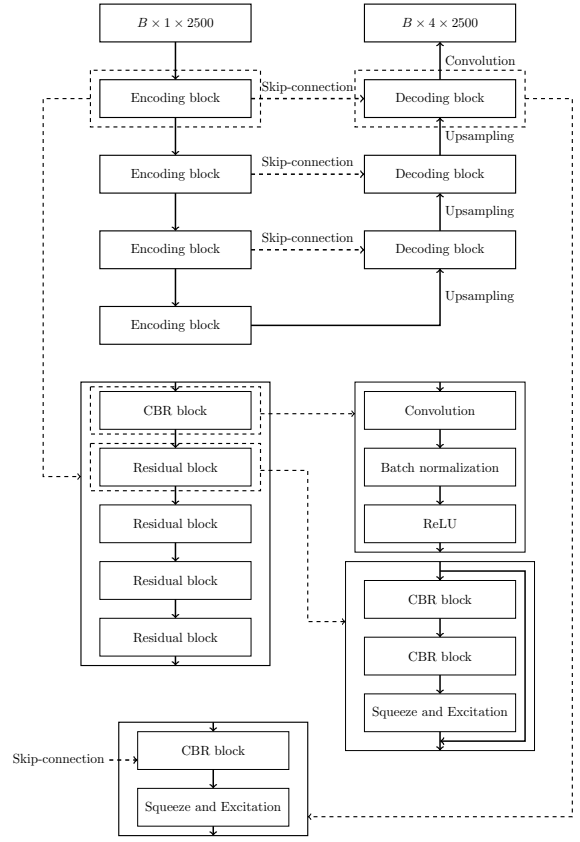 B × 1 × 2500
B × 4 × 2500
Convolution
Encoding block
Skip-connection
Decoding block
Upsampling
Encoding block
Skip-connection
Decoding block
Upsampling
Encoding block
Skip-connection
Decoding block
Upsampling
Encoding block
CBR block
Residual block
Residual block
Residual block
Residual block
Convolution
Batch normalization
ReLU
CBR block
CBR block
Squeeze and Excitation
Skip-connection
CBR block
Squeeze and Excitation